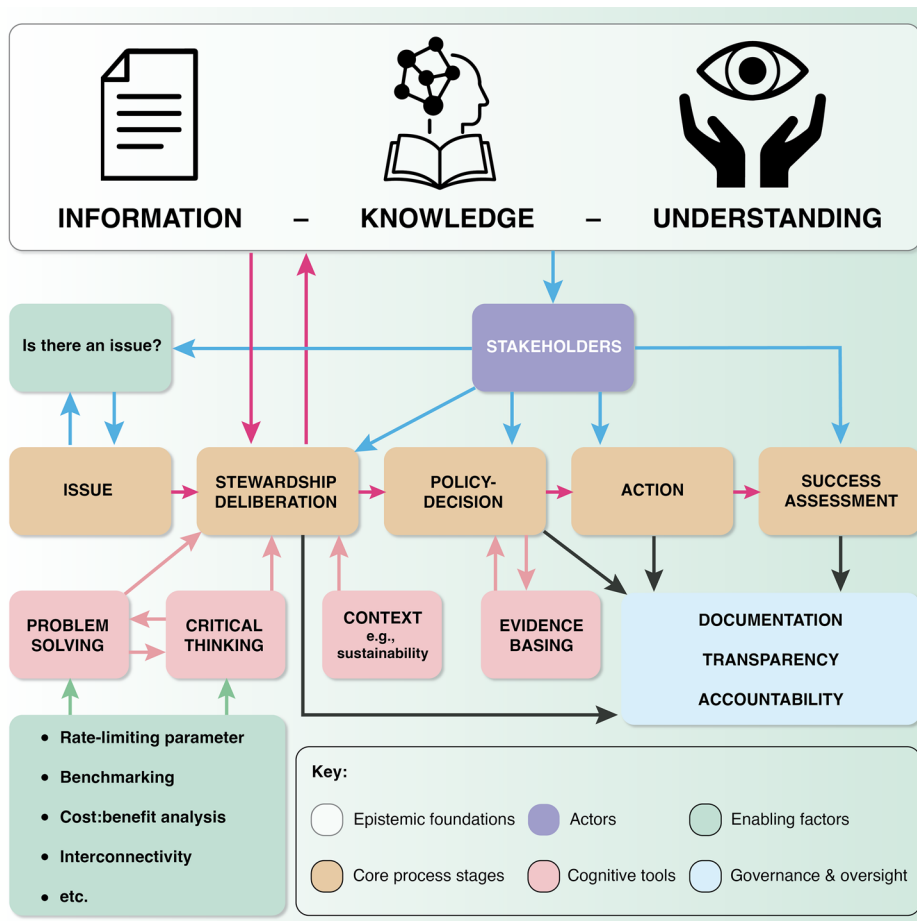 INFORMATION – KNOWLEDGE – UNDERSTANDING
Is there an issue?
STAKEHOLDERS
ISSUE
STEWARDSHIP
DELIBERATION
POLICY-
DECISION
ACTION
SUCCESS
ASSESSMENT
PROBLEM
SOLVING
CRITICAL
THINKING
CONTEXT
e.g.,
sustainability
EVIDENCE
BASING
DOCUMENTATION
TRANSPARENCY
ACCOUNTABILITY
• Rate-limiting parameter
• Benchmarking
• Cost:benefit analysis
• Interconnectivity
• etc.
Key:
Epistemic foundations
Actors
Enabling factors
Core process stages
Cognitive tools
Governance & oversight